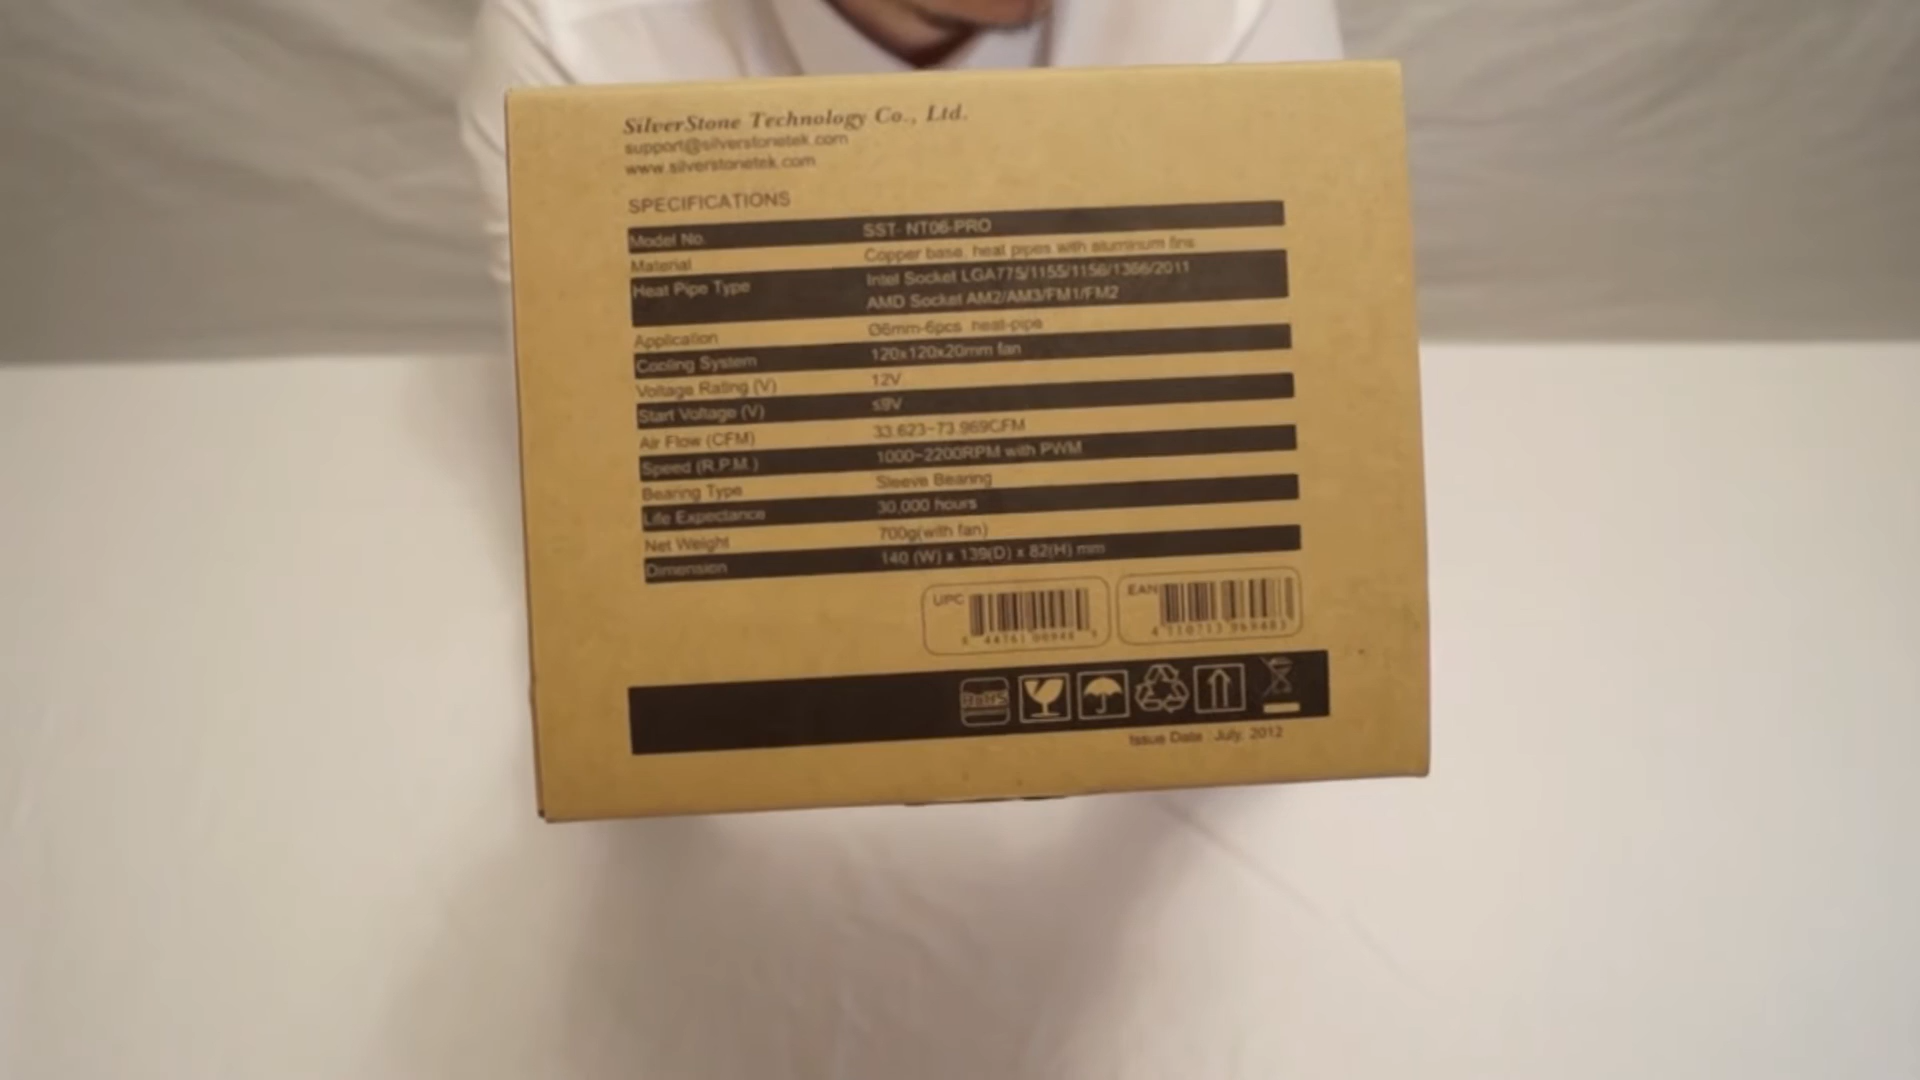 SilverStone Technology Co., Ltd.
support@silverstonetek.com
www.silverstonetek.com
SPECIFICATIONS
Model No. SST- NT06-PRO
Material Copper base, heat pipes with aluminum fins
Heat Pipe Type Intel Socket LGA775/1155/1156/1366/2011
AMD Socket AM2/AM3/FM1/FM2
Application Ø6mm-6pcs heat-pipe
Cooling System 120x120x20mm fan
Voltage Rating (V) 12V
Start Voltage (V) ≤9V
Air Flow (CFM) 33.623~73.969CFM
Speed (R.P.M.) 1000~2200RPM with PWM
Bearing Type Sleeve Bearing
Life Expectance 30,000 hours
Net Weight 700g(with fan)
Dimension 140 (W) x 139(D) x 82(H) mm
UPC EAN
RoHS
Issue Date : July, 2012